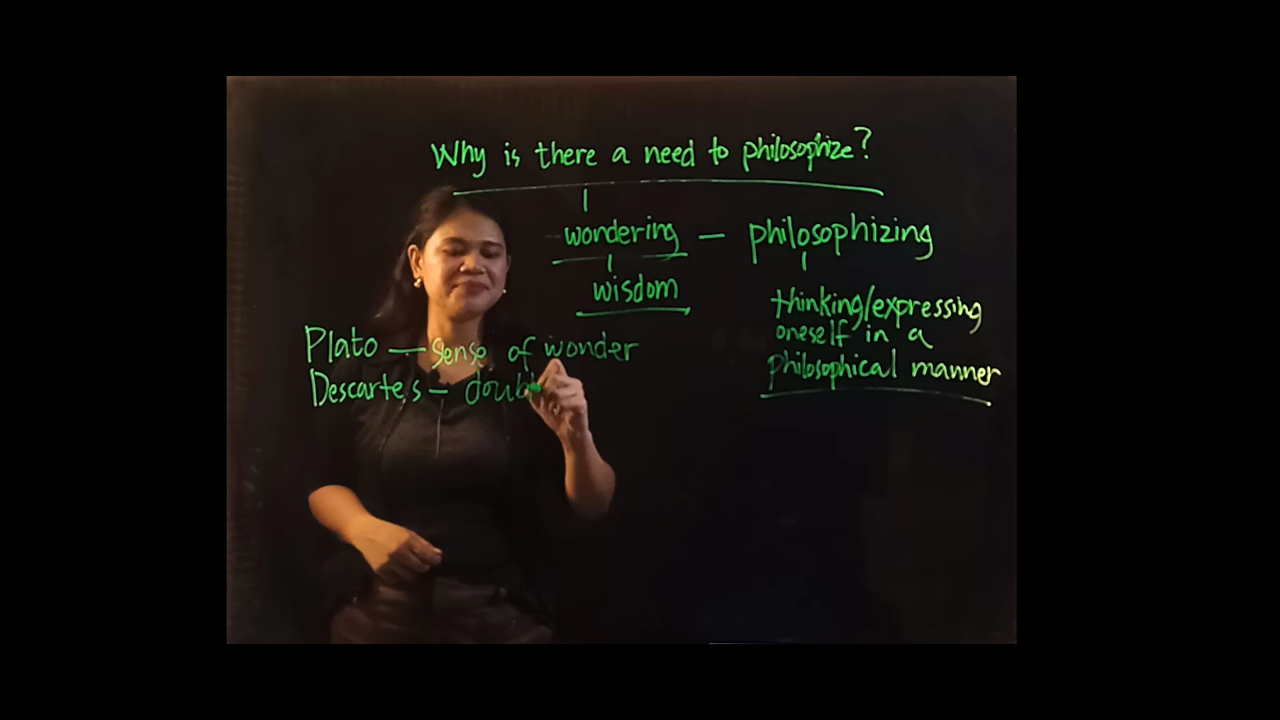 Why is there a need to philosophize?
wondering — philosophizing
wisdom
thinking/expressing
oneself in a
philosophical manner
Plato — sense of wonder
Descartes – doub